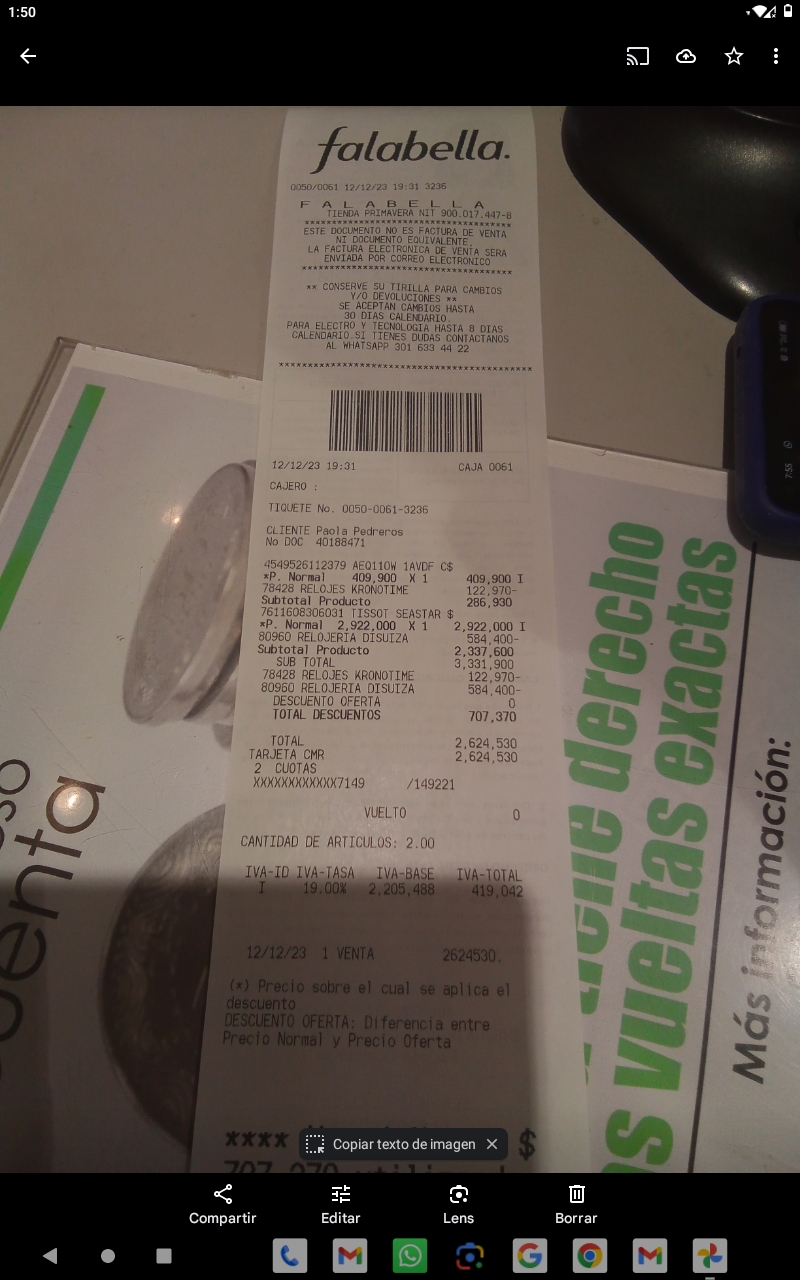 1:50
falabella.
0050/0061 12/12/23 19:31 3236
F A L A B E L L A
TIENDA PRIMAVERA NIT 900.017.447-8
****************************************
ESTE DOCUMENTO NO ES FACTURA DE VENTA
NI DOCUMENTO EQUIVALENTE.
LA FACTURA ELECTRONICA DE VENTA SERA
ENVIADA POR CORREO ELECTRONICO
****************************************
** CONSERVE SU TIRILLA PARA CAMBIOS
Y/O DEVOLUCIONES **
SE ACEPTAN CAMBIOS HASTA
30 DIAS CALENDARIO.
PARA ELECTRO Y TECNOLOGIA HASTA 8 DIAS
CALENDARIO.SI TIENES DUDAS CONTACTANOS
AL WHATSAPP 301 633 44 22
****************************************
12/12/23 19:31 CAJA 0061
CAJERO :
TIQUETE No. 0050-0061-3236
CLIENTE Paola Pedreros
No DOC 40188471
4549526112379 AEQ110W 1AVDF C$
*P. Normal 409,900 X 1 409,900 I
78428 RELOJES KRONOTIME 122,970-
Subtotal Producto 286,930
7611608306031 TISSOT SEASTAR $
*P. Normal 2,922,000 X 1 2,922,000 I
80960 RELOJERIA DISUIZA 584,400-
Subtotal Producto 2,337,600
SUB TOTAL 3,331,900
78428 RELOJES KRONOTIME 122,970-
80960 RELOJERIA DISUIZA 584,400-
DESCUENTO OFERTA 0
TOTAL DESCUENTOS 707,370
TOTAL 2,624,530
TARJETA CMR 2,624,530
2 CUOTAS
XXXXXXXXXXXX7149 /149221
VUELTO 0
CANTIDAD DE ARTICULOS: 2.00
IVA-ID IVA-TASA IVA-BASE IVA-TOTAL
I 19.00% 2,205,488 419,042
12/12/23 1 VENTA 2624530.
(*) Precio sobre el cual se aplica el
descuento
DESCUENTO OFERTA: Diferencia entre
Precio Normal y Precio Oferta
**** $
derecho
vueltas exactas
Más información:
7:55
Copiar texto de imagen
Compartir
Editar
Lens
Borrar